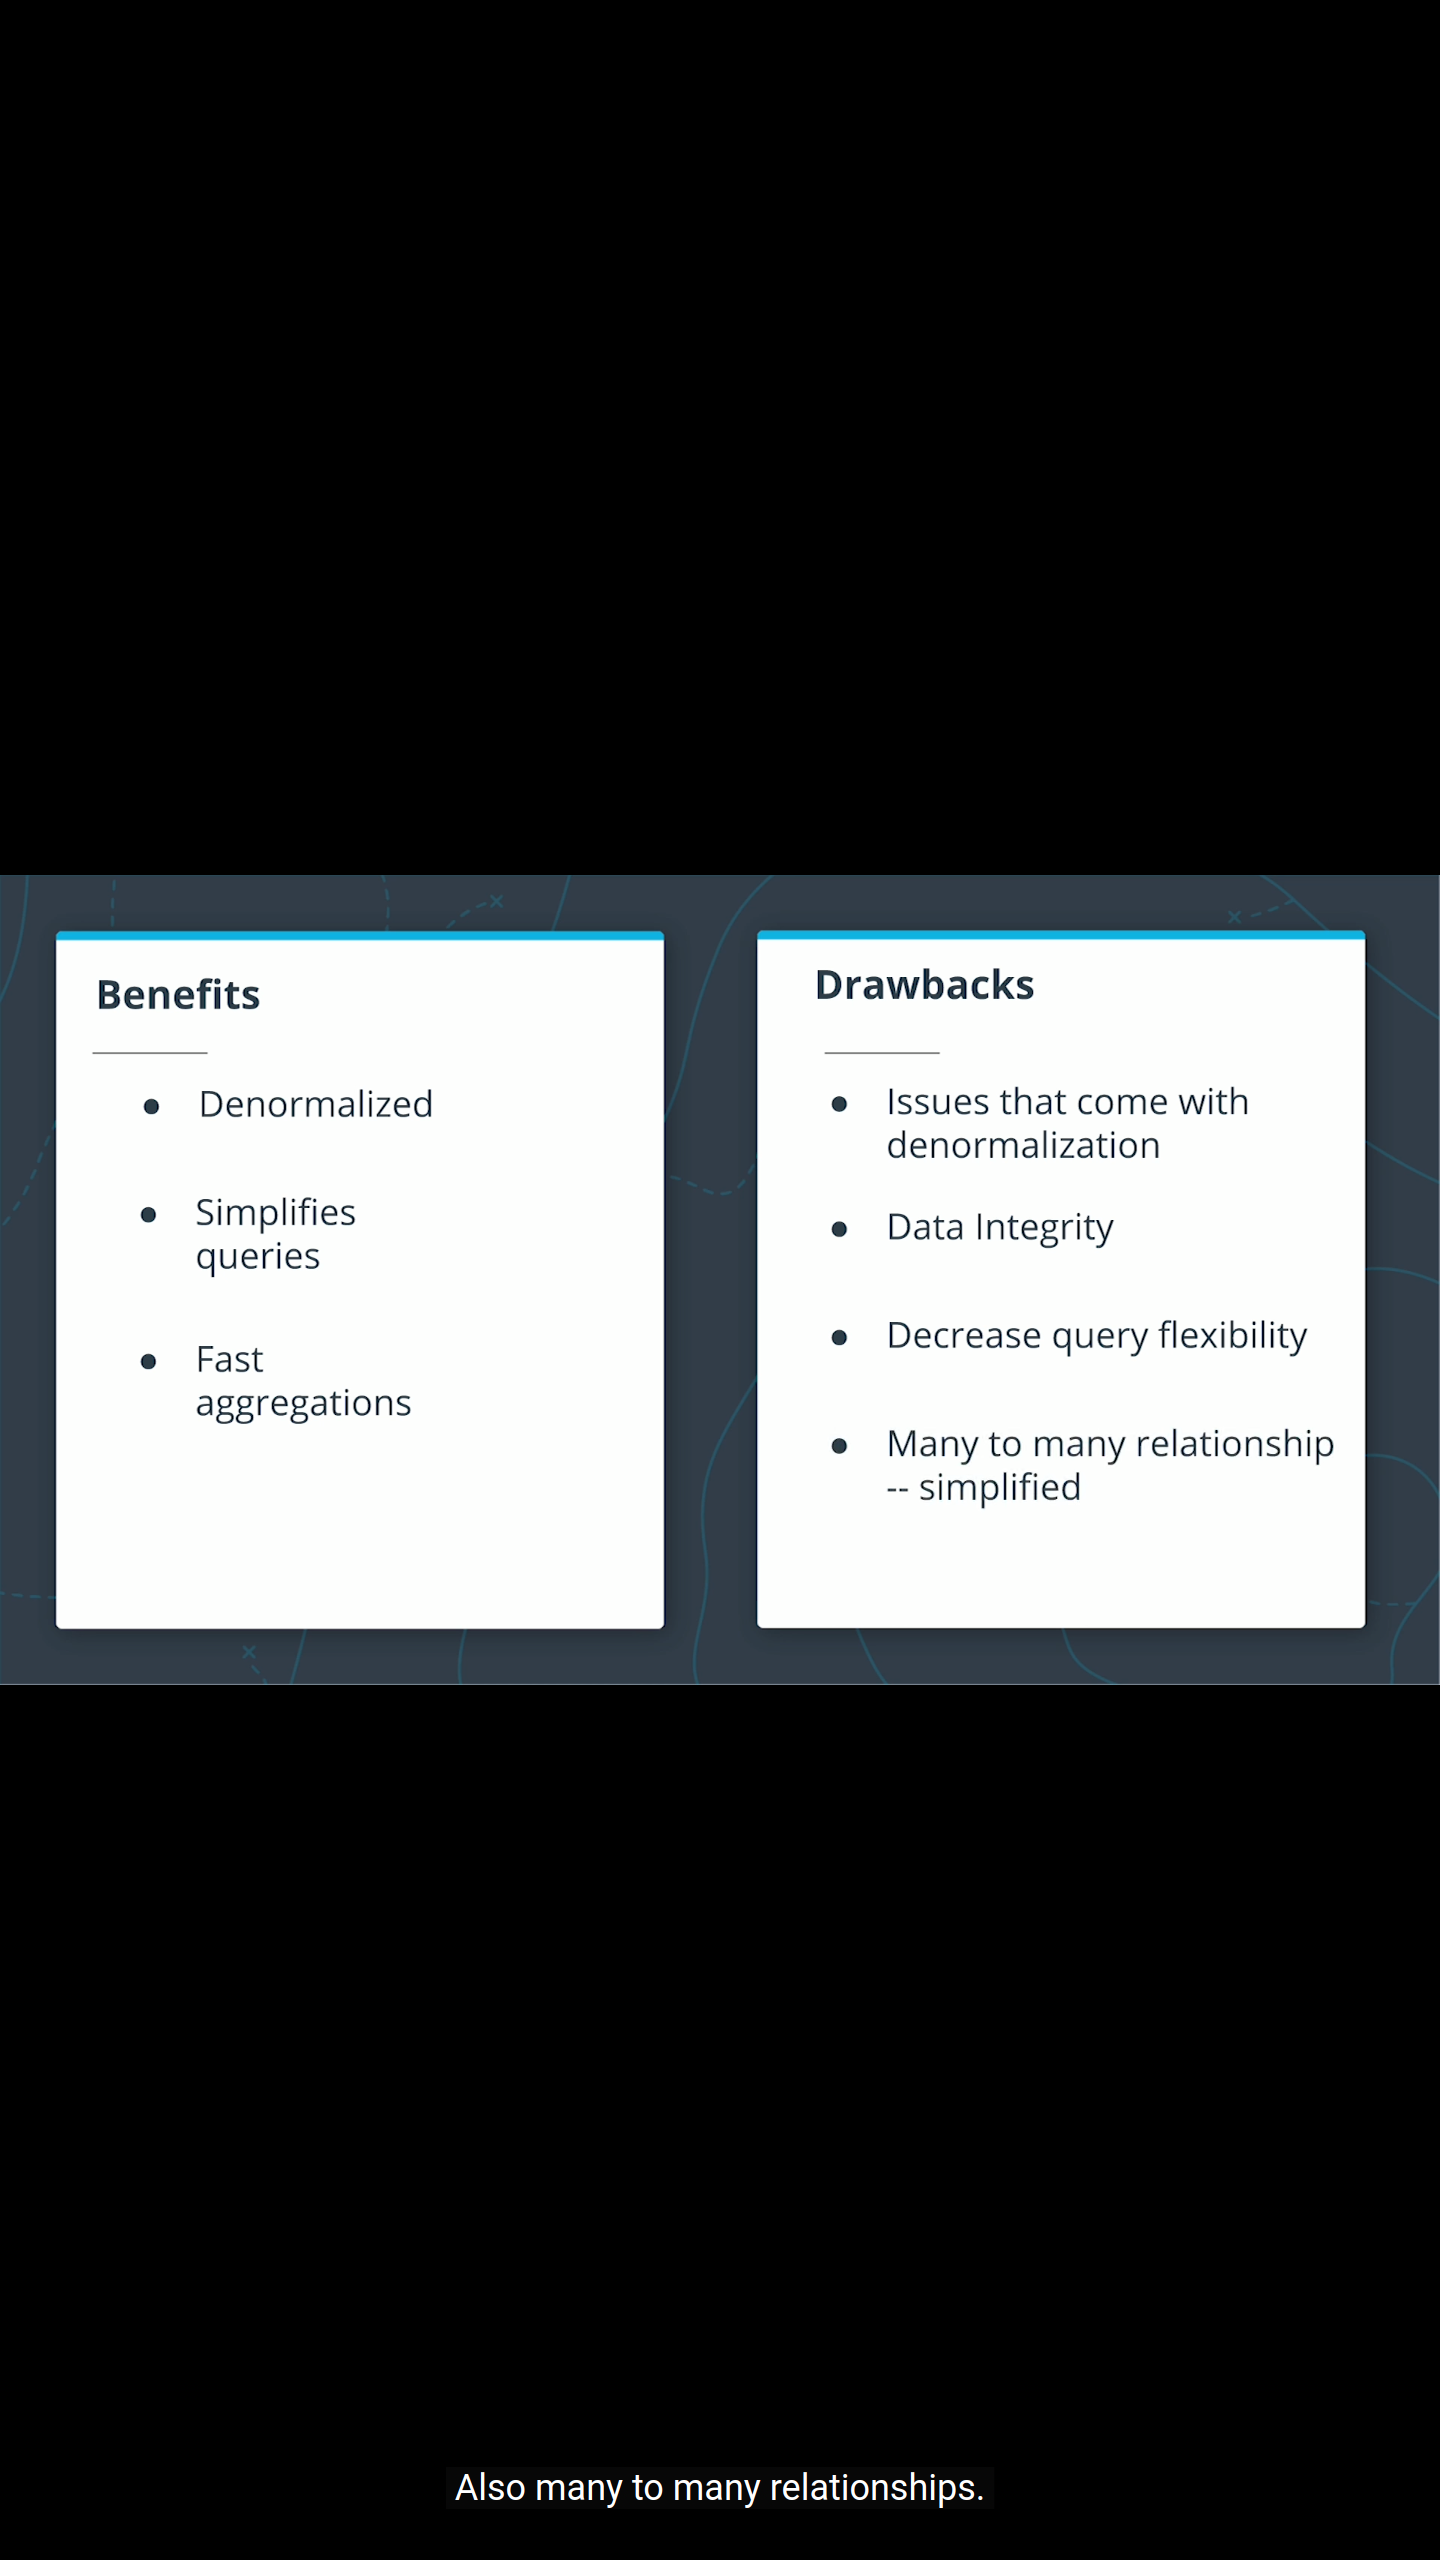 Benefits
● Denormalized
● Simplifies
queries
● Fast
aggregations
Drawbacks
● Issues that come with
denormalization
● Data Integrity
● Decrease query flexibility
● Many to many relationship
-- simplified
Also many to many relationships.